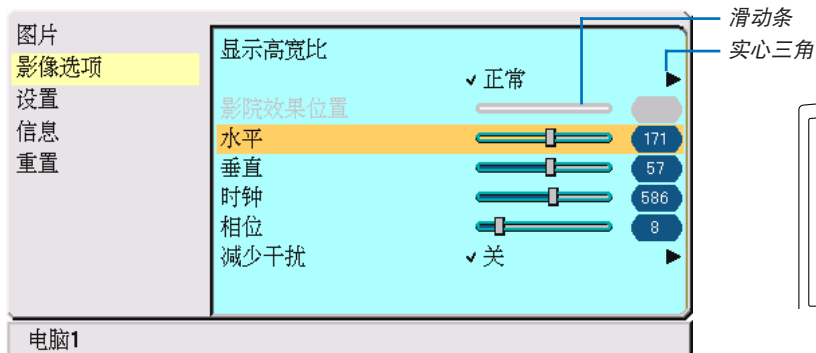 图片
影像选项
设置
信息
重置
显示高宽比
正常
影院效果位置
水平 171
垂直 57
时钟 586
相位 8
减少干扰 关
电脑1
滑动条
实心三角